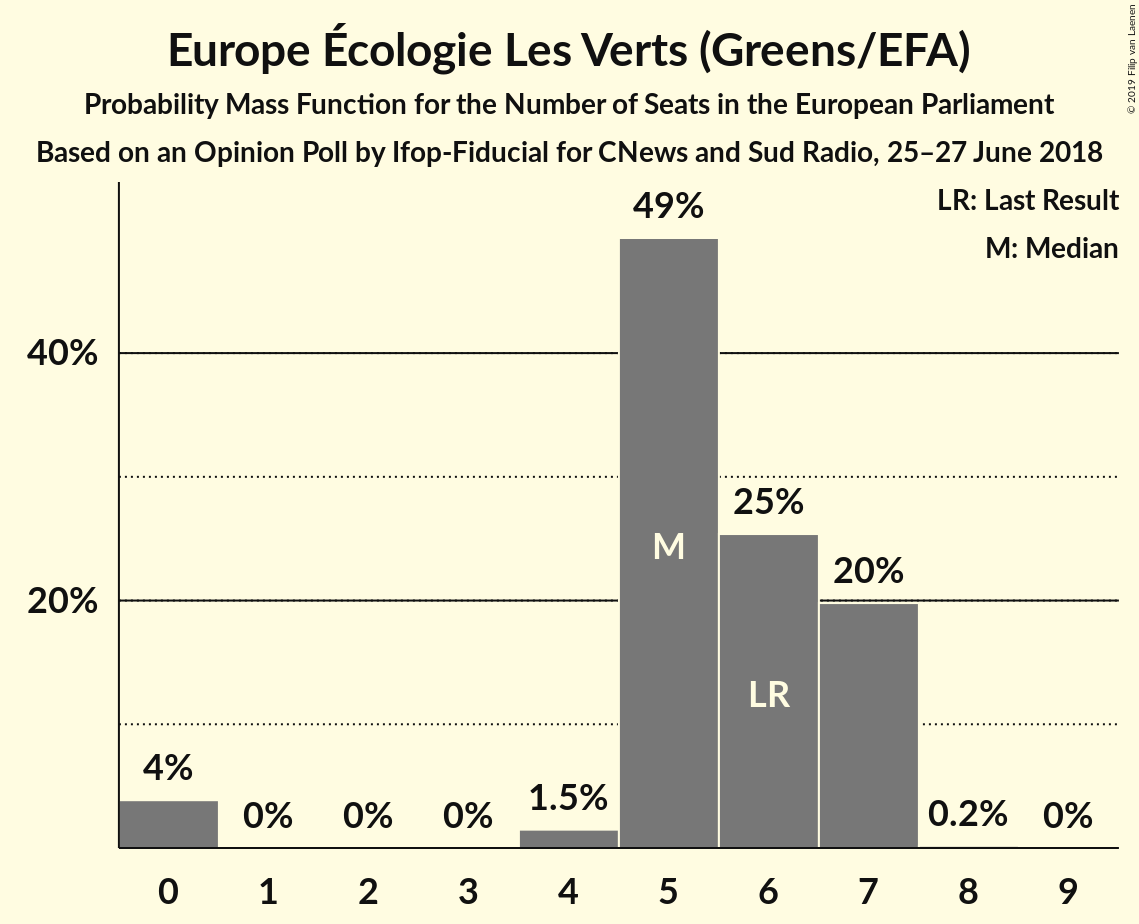 Europe Écologie Les Verts (Greens/EFA)
Probability Mass Function for the Number of Seats in the European Parliament
Based on an Opinion Poll by Ifop-Fiducial for CNews and Sud Radio, 25–27 June 2018
© 2019 Filip van Laenen
LR: Last Result
M: Median
40%
20%
4%
0%
0%
0%
1.5%
49%
M
25%
LR
20%
0.2%
0%
0 1 2 3 4 5 6 7 8 9